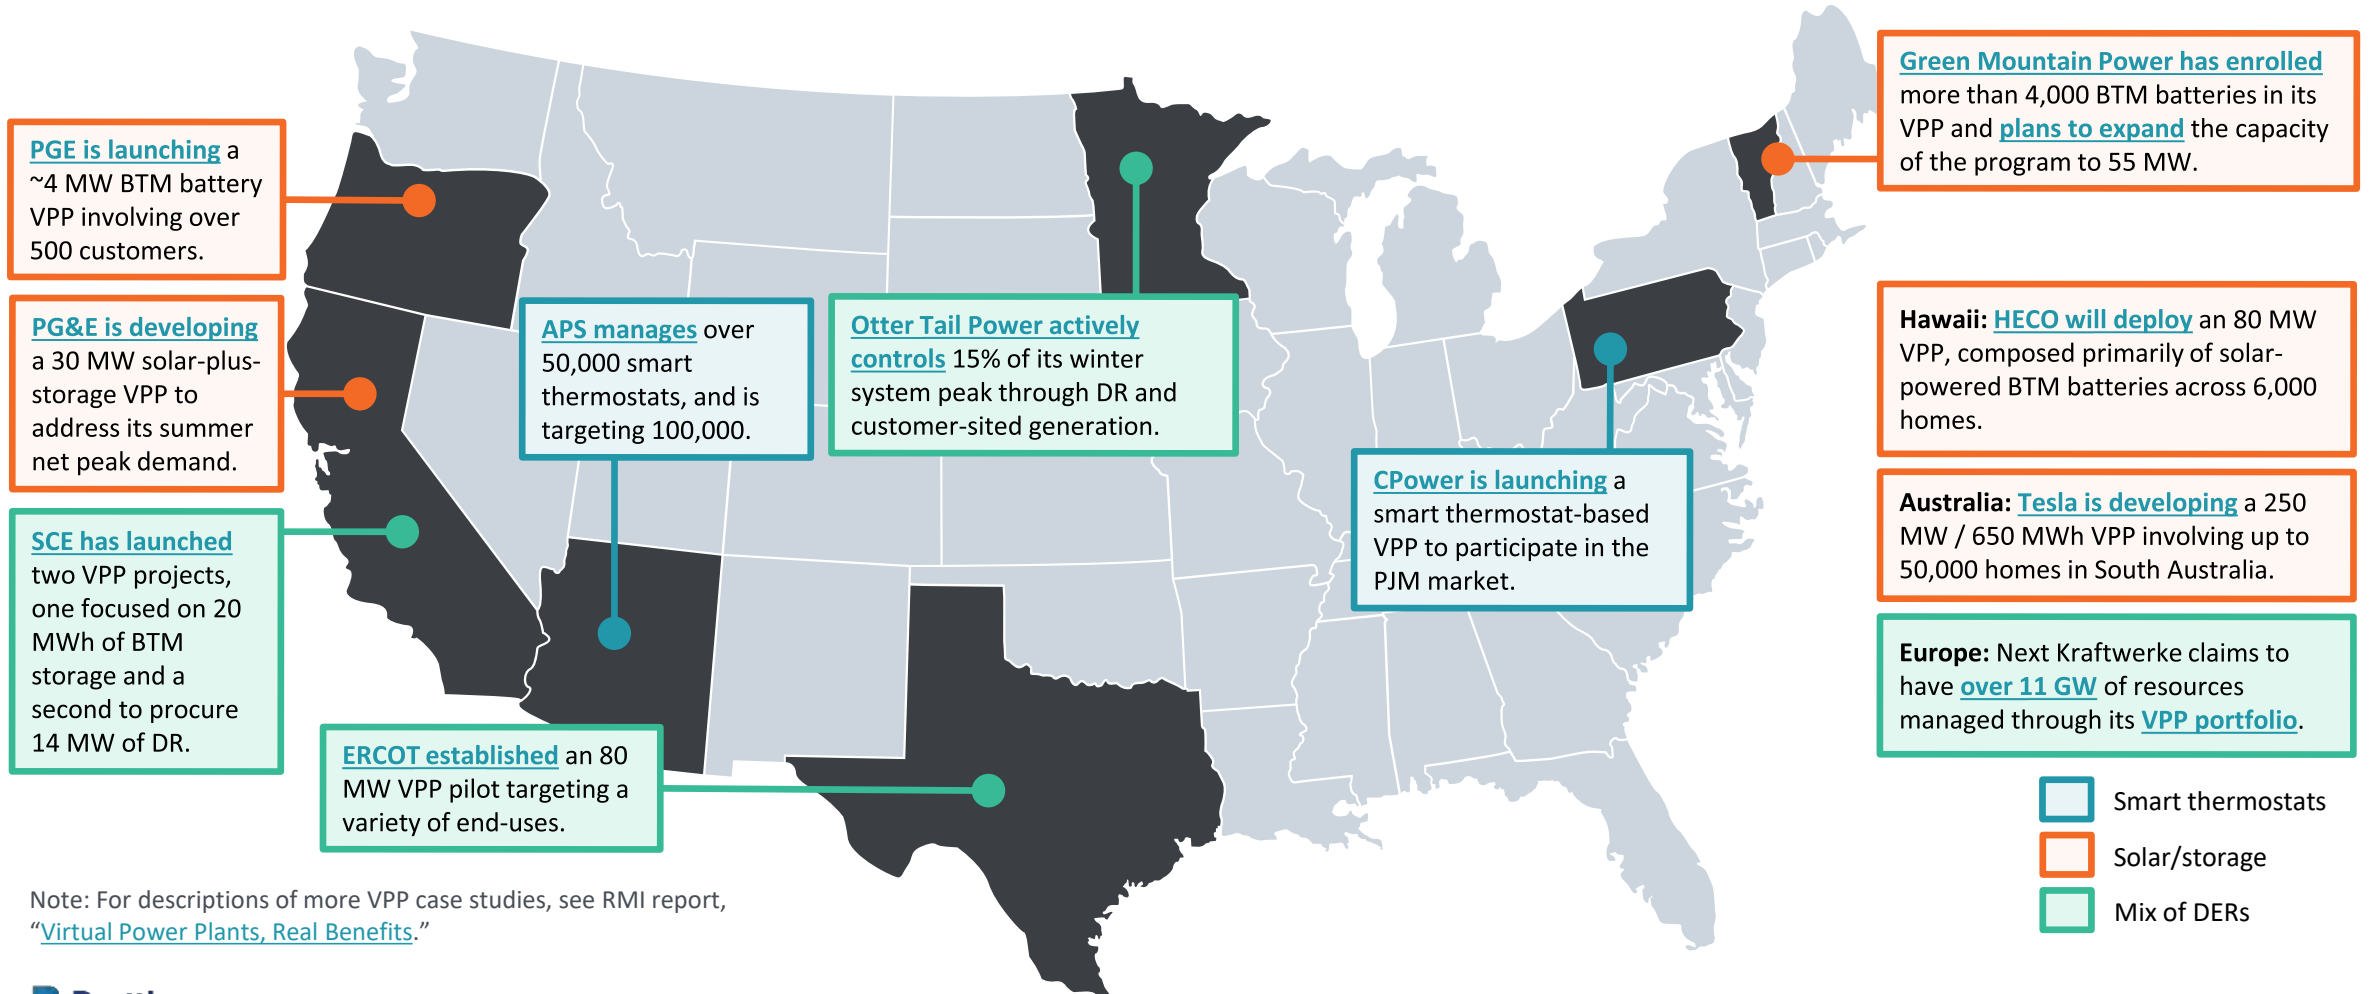 PGE is launching a
~4 MW BTM battery
VPP involving over
500 customers.
PG&E is developing
a 30 MW solar-plus-
storage VPP to
address its summer
net peak demand.
SCE has launched
two VPP projects,
one focused on 20
MWh of BTM
storage and a
second to procure
14 MW of DR.
APS manages over
50,000 smart
thermostats, and is
targeting 100,000.
Otter Tail Power actively
controls 15% of its winter
system peak through DR and
customer-sited generation.
ERCOT established an 80
MW VPP pilot targeting a
variety of end-uses.
CPower is launching a
smart thermostat-based
VPP to participate in the
PJM market.
Green Mountain Power has enrolled
more than 4,000 BTM batteries in its
VPP and plans to expand the capacity
of the program to 55 MW.
Hawaii: HECO will deploy an 80 MW
VPP, composed primarily of solar-
powered BTM batteries across 6,000
homes.
Australia: Tesla is developing a 250
MW / 650 MWh VPP involving up to
50,000 homes in South Australia.
Europe: Next Kraftwerke claims to
have over 11 GW of resources
managed through its VPP portfolio.
Smart thermostats
Solar/storage
Mix of DERs
Note: For descriptions of more VPP case studies, see RMI report,
“Virtual Power Plants, Real Benefits.”